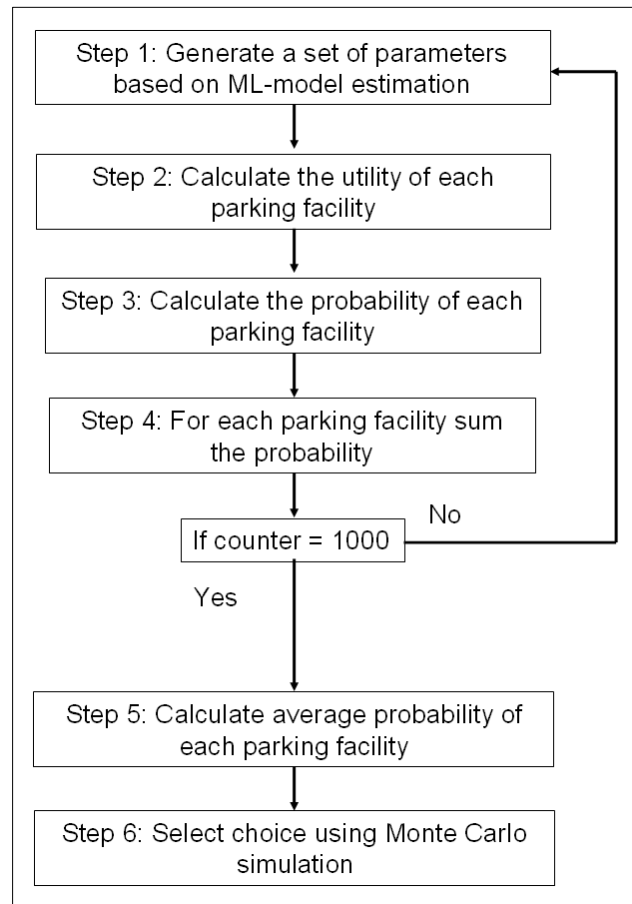 Step 1: Generate a set of parameters
based on ML-model estimation
Step 2: Calculate the utility of each
parking facility
Step 3: Calculate the probability of each
parking facility
Step 4: For each parking facility sum
the probability
No
If counter = 1000
Yes
Step 5: Calculate average probability of
each parking facility
Step 6: Select choice using Monte Carlo
simulation